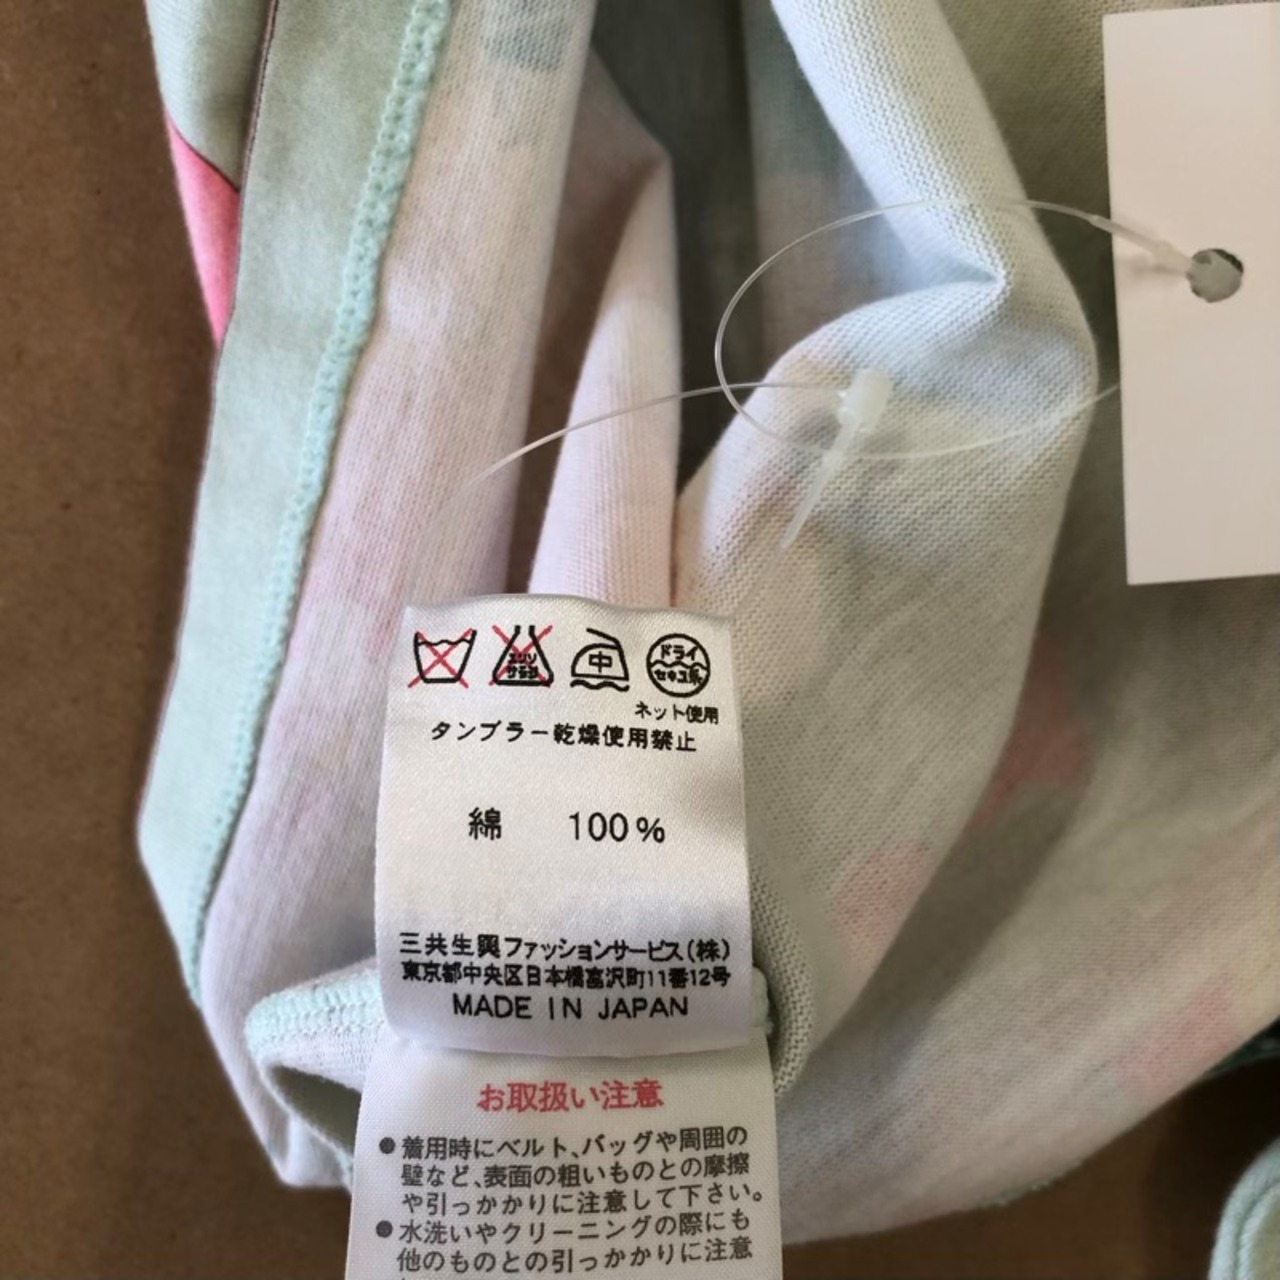 エンソ
サラシ
中
ドライ
セキユ系
ネット使用
タンブラー乾燥使用禁止
綿 100%
三共生興ファッションサービス(株)
東京都中央区日本橋富沢町11番12号
MADE IN JAPAN
お取扱い注意
●着用時にベルト、バッグや周囲の
壁など、表面の粗いものとの摩擦
や引っかかりに注意して下さい。
●水洗いやクリーニングの際にも
他のものとの引っかかりに注意